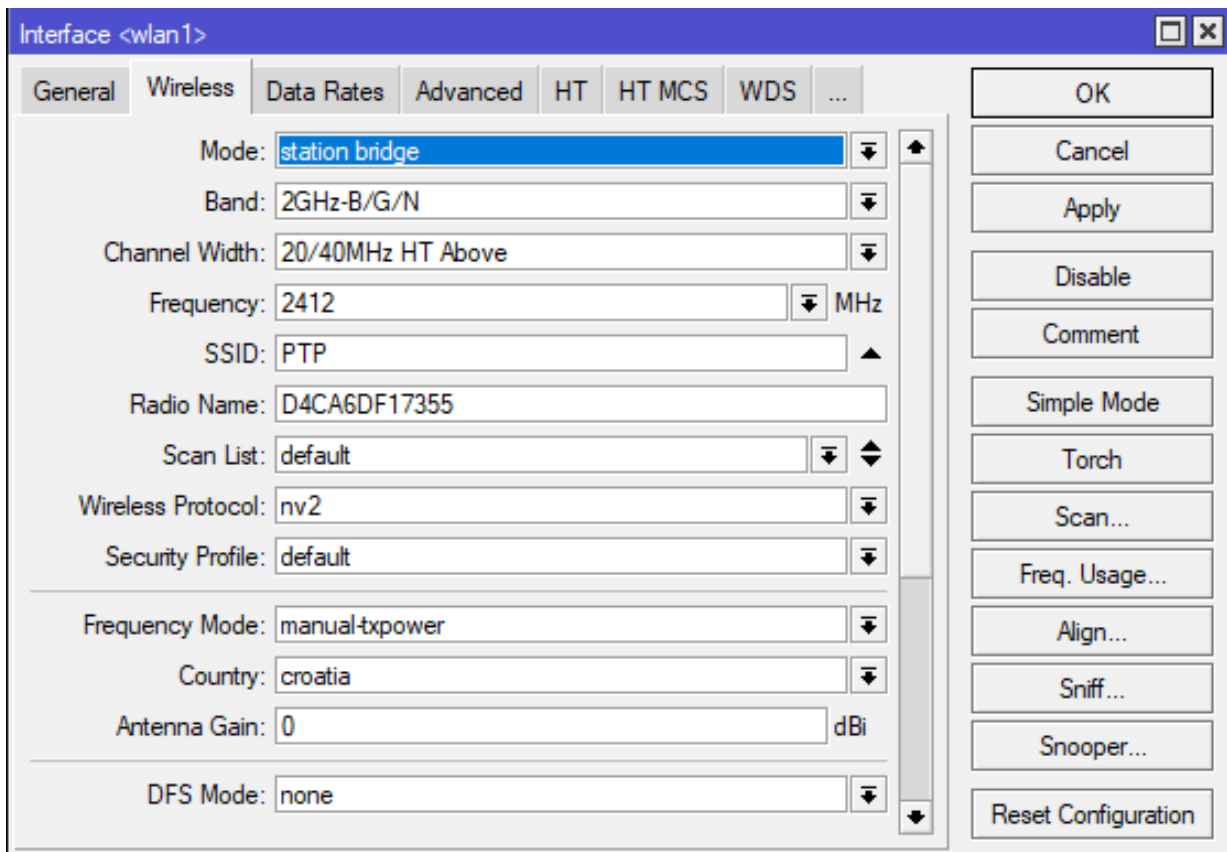 Interface <wlan1>
General Wireless Data Rates Advanced HT HT MCS WDS ...
Mode: station bridge
Band: 2GHz-B/G/N
Channel Width: 20/40MHz HT Above
Frequency: 2412 MHz
SSID: PTP
Radio Name: D4CA6DF17355
Scan List: default
Wireless Protocol: nv2
Security Profile: default
Frequency Mode: manual-txpower
Country: croatia
Antenna Gain: 0 dBi
DFS Mode: none
OK
Cancel
Apply
Disable
Comment
Simple Mode
Torch
Scan...
Freq. Usage...
Align...
Sniff...
Snooper...
Reset Configuration